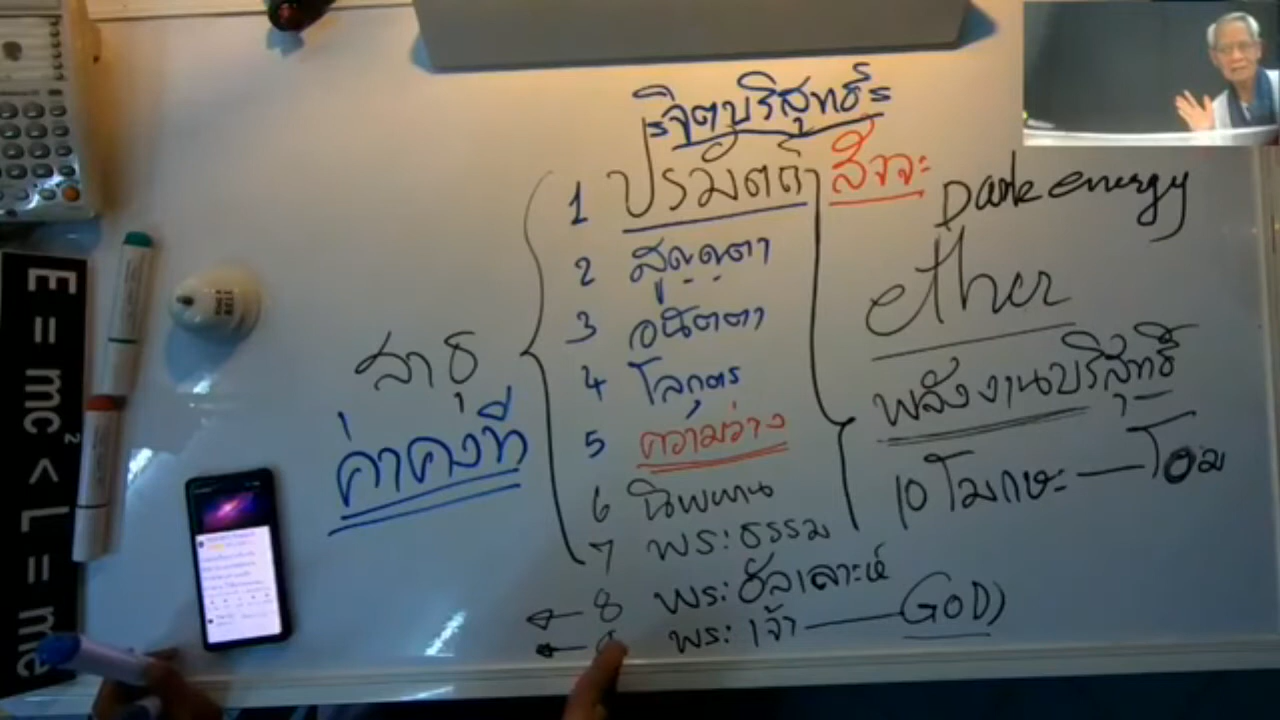 จิตบริสุทธิ์
1 ปรมัตถ์ สัจจะ
2 สุญญตา
3 อนัตตา
4 โลกุตร
5 ความว่าง
6 นิพพาน
7 พระธรรม
8 พระอัลเลาะห์
พระเจ้า — GOD
สาธุ
ค่าคงที่
Dark energy
ether
พลังงานบริสุทธิ์
10 โมกษะ — โอม
E = mc² < L = me